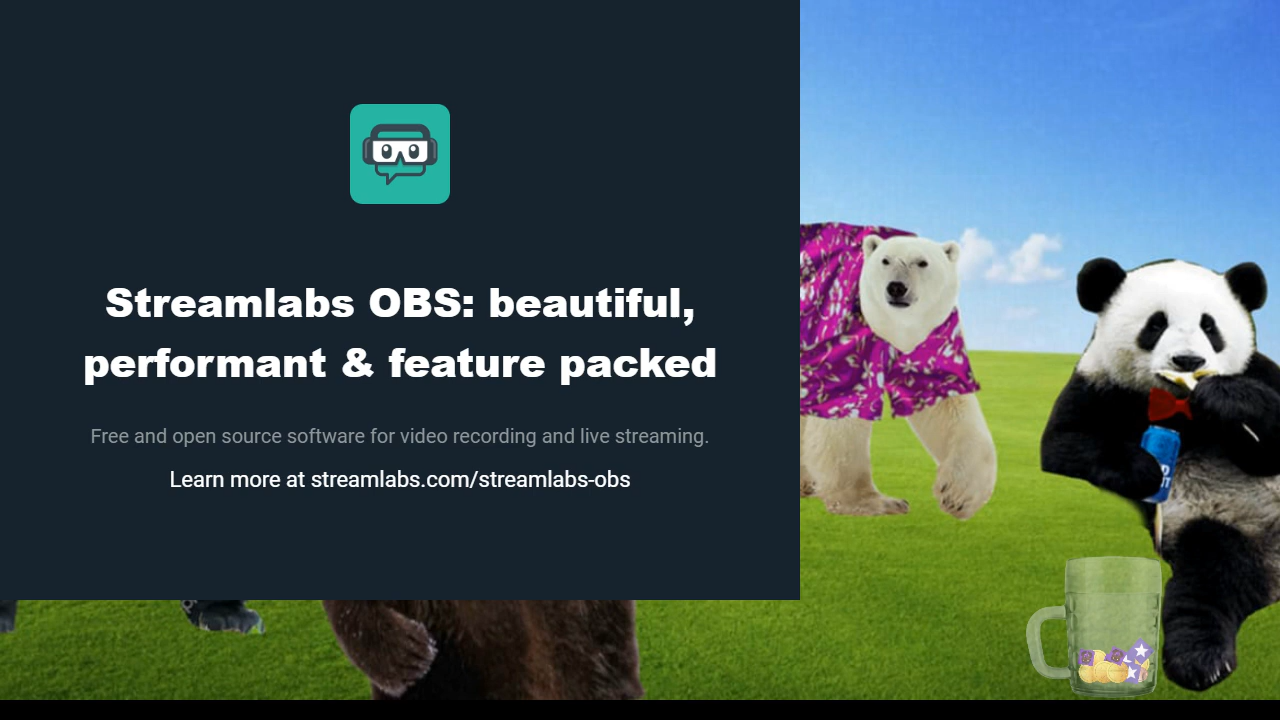 Streamlabs OBS: beautiful,
performant & feature packed
Free and open source software for video recording and live streaming.
Learn more at streamlabs.com/streamlabs-obs